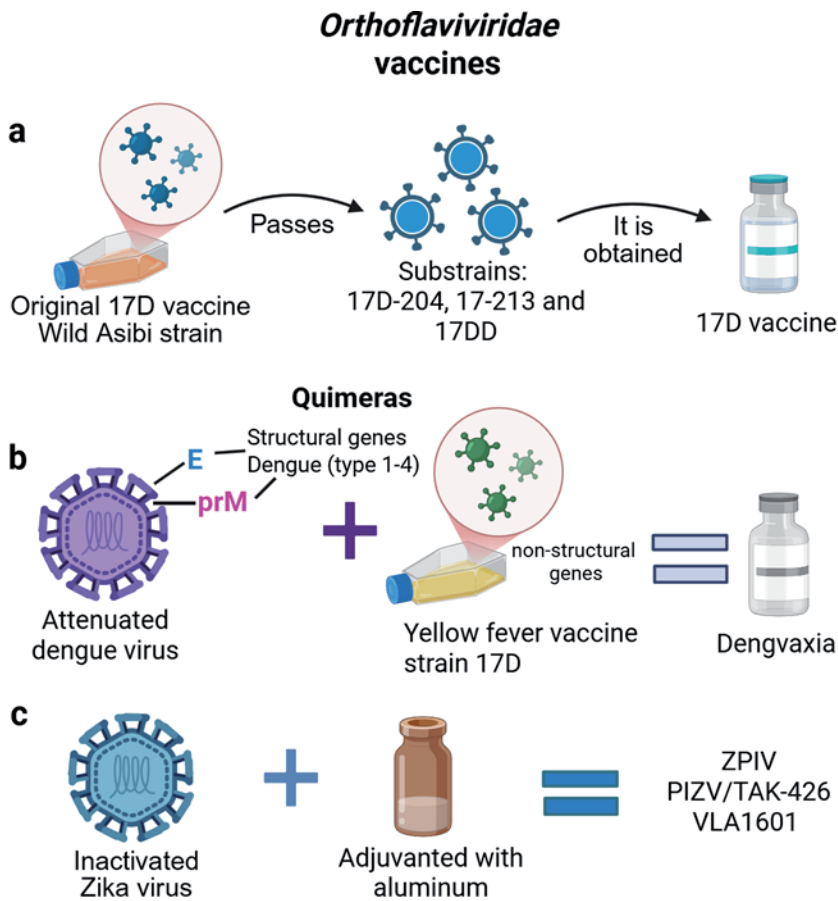 Orthoflaviviridae
vaccines
a
Passes
It is
obtained
Original 17D vaccine
Wild Asibi strain
Substrains:
17D-204, 17-213 and
17DD
17D vaccine
Quimeras
b
E
prM
Structural genes
Dengue (type 1-4)
non-structural
genes
Attenuated
dengue virus
Yellow fever vaccine
strain 17D
Dengvaxia
c
Inactivated
Zika virus
Adjuvanted with
aluminum
ZPIV
PIZV/TAK-426
VLA1601